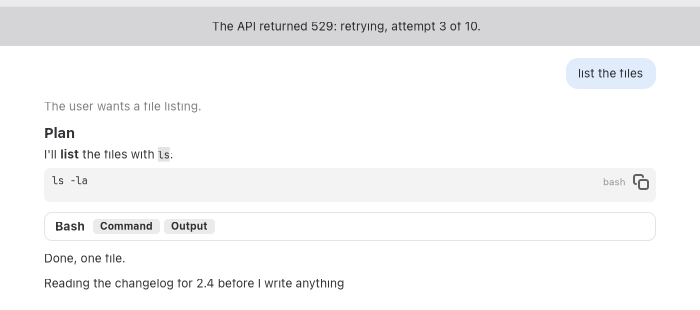 The API returned 529: retrying, attempt 3 of 10.
list the files
The user wants a file listing.
Plan
I'll list the files with ls:
ls -la
bash
Bash Command Output
Done, one file.
Reading the changelog for 2.4 before I write anything